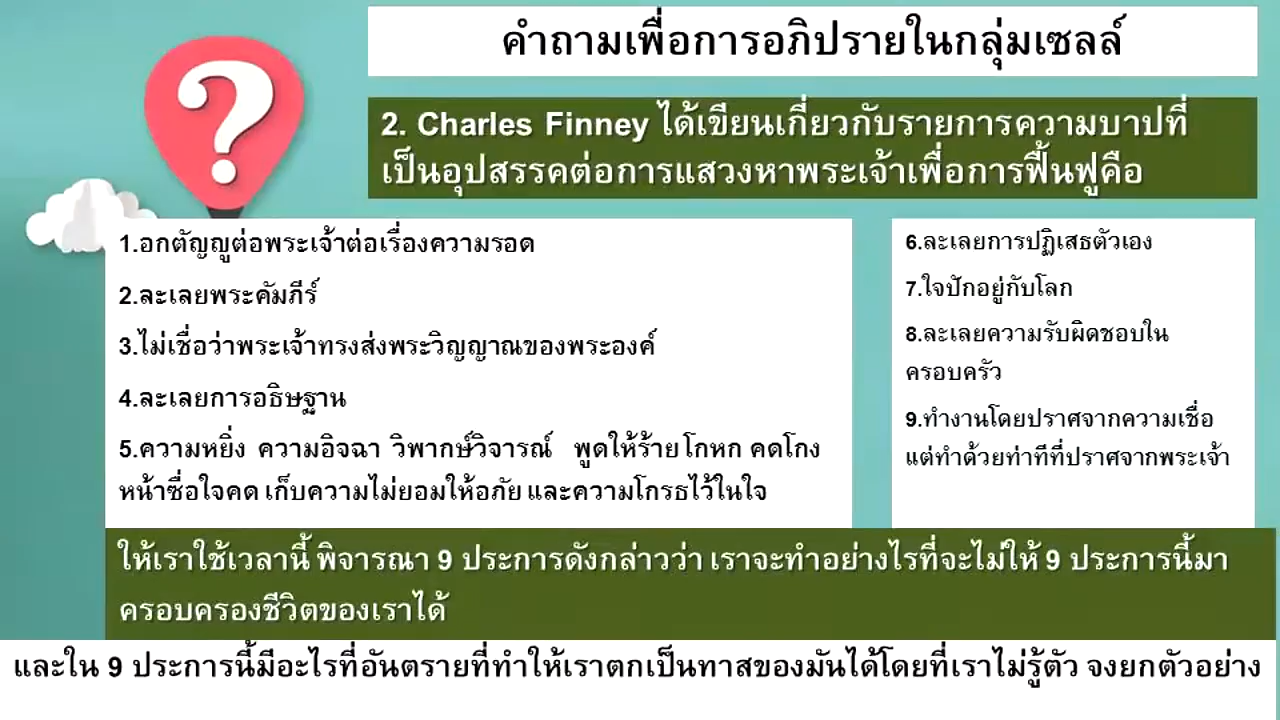 ?
คำถามเพื่อการอภิปรายในกลุ่มเซลล์
2. Charles Finney ได้เขียนเกี่ยวกับรายการความบาปที่
เป็นอุปสรรคต่อการแสวงหาพระเจ้าเพื่อการฟื้นฟูคือ
1.อกตัญญูต่อพระเจ้าต่อเรื่องความรอด
2.ละเลยพระคัมภีร์
3.ไม่เชื่อว่าพระเจ้าทรงส่งพระวิญญาณของพระองค์
4.ละเลยการอธิษฐาน
5.ความหยิ่ง ความอิจฉา วิพากษ์วิจารณ์ พูดให้ร้าย โกหก คดโกง
หน้าซื่อใจคด เก็บความไม่ยอมให้อภัย และความโกรธไว้ในใจ
6.ละเลยการปฏิเสธตัวเอง
7.ใจปักอยู่กับโลก
8.ละเลยความรับผิดชอบใน
ครอบครัว
9.ทำงานโดยปราศจากความเชื่อ
แต่ทำด้วยท่าทีที่ปราศจากพระเจ้า
ให้เราใช้เวลานี้ พิจารณา 9 ประการดังกล่าวว่า เราจะทำอย่างไรที่จะไม่ให้ 9 ประการนี้มา
ครอบครองชีวิตของเราได้
และใน 9 ประการนี้มีอะไรที่อันตรายที่ทำให้เราตกเป็นทาสของมันได้โดยที่เราไม่รู้ตัว จงยกตัวอย่าง